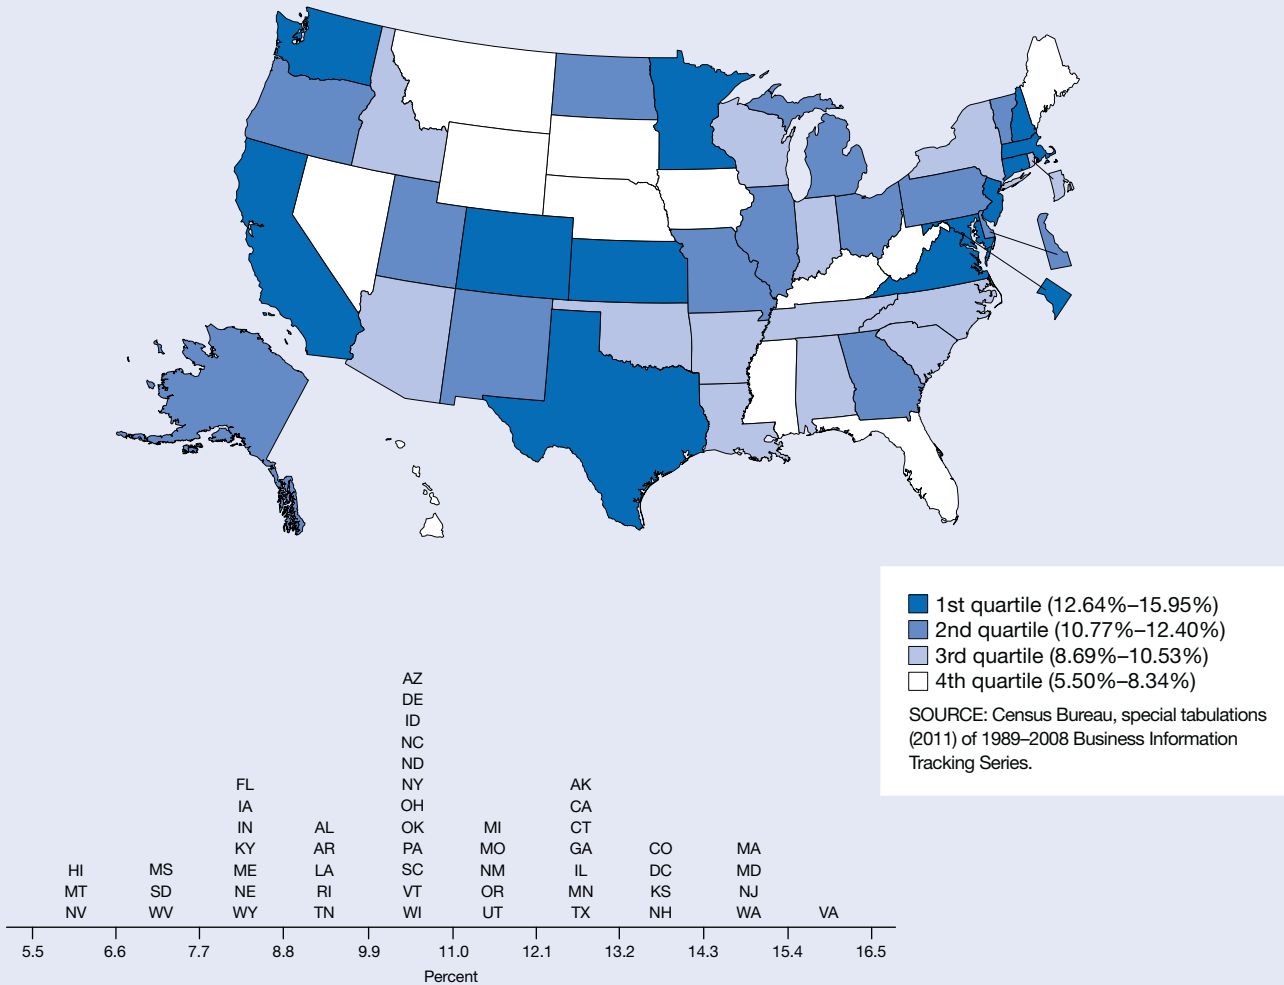 1st quartile (12.64%–15.95%)
2nd quartile (10.77%–12.40%)
3rd quartile (8.69%–10.53%)
4th quartile (5.50%–8.34%)
SOURCE: Census Bureau, special tabulations
(2011) of 1989–2008 Business Information
Tracking Series.
AZ
DE
ID
NC
ND
FL NY AK
IA OH CA
IN AL OK MI CT
KY AR PA MO GA CO MA
HI MS ME LA SC NM IL DC MD
MT SD NE RI VT OR MN KS NJ
NV WV WY TN WI UT TX NH WA VA
5.5 6.6 7.7 8.8 9.9 11.0 12.1 13.2 14.3 15.4 16.5
Percent